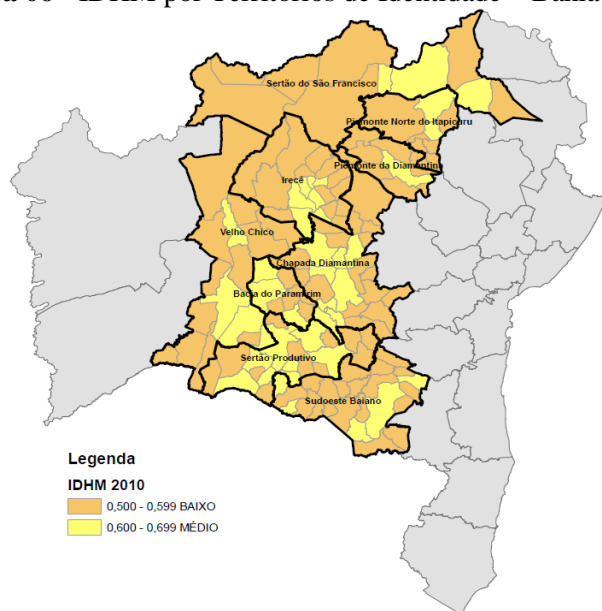 a 06 - IDHM por Territórios de Identidade - Bahia
Sertão do São Francisco
Piemonte Norte do Itapicuru
Piemonte da Diamantina
Irecê
Velho Chico
Chapada Diamantina
Bacia do Paramirim
Sertão Produtivo
Sudoeste Baiano
Legenda
IDHM 2010
0,500 - 0,599 BAIXO
0,600 - 0,699 MÉDIO